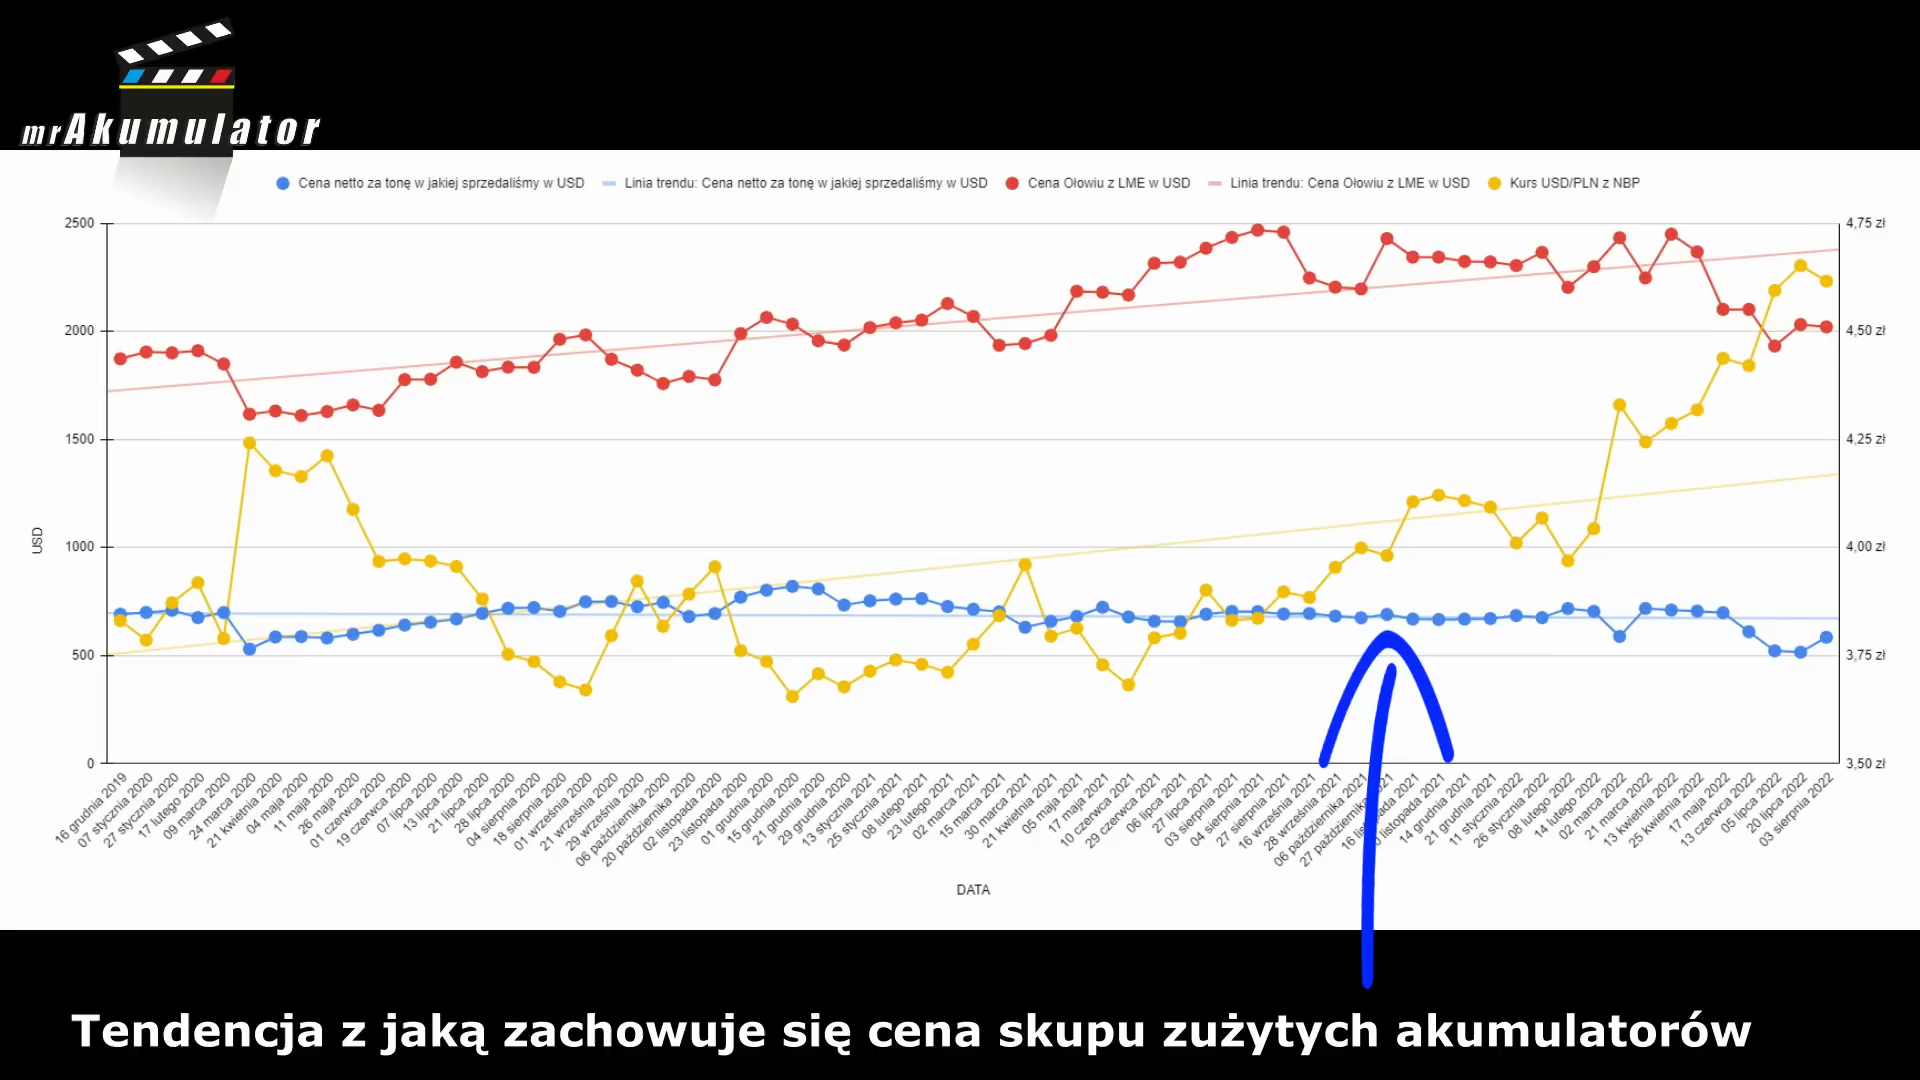 mrAkumulator
Cena netto za tonę w jakiej sprzedaliśmy w USD
Linia trendu: Cena netto za tonę w jakiej sprzedaliśmy w USD
Cena Ołowiu z LME w USD
Linia trendu: Cena Ołowiu z LME w USD
Kurs USD/PLN z NBP
2500
2000
1500
1000
500
0
USD
4,75 zł
4,50 zł
4,25 zł
4,00 zł
3,75 zł
3,50 zł
16 grudnia 2019
07 stycznia 2020
27 stycznia 2020
17 lutego 2020
09 marca 2020
24 marca 2020
21 kwietnia 2020
04 maja 2020
11 maja 2020
26 maja 2020
01 czerwca 2020
19 czerwca 2020
07 lipca 2020
13 lipca 2020
21 lipca 2020
28 lipca 2020
04 sierpnia 2020
18 sierpnia 2020
01 września 2020
21 września 2020
29 września 2020
06 października 2020
20 października 2020
02 listopada 2020
23 listopada 2020
01 grudnia 2020
15 grudnia 2020
21 grudnia 2020
29 grudnia 2020
13 stycznia 2021
25 stycznia 2021
08 lutego 2021
23 lutego 2021
02 marca 2021
15 marca 2021
30 marca 2021
21 kwietnia 2021
05 maja 2021
17 maja 2021
10 czerwca 2021
29 czerwca 2021
06 lipca 2021
27 lipca 2021
03 sierpnia 2021
04 sierpnia 2021
27 sierpnia 2021
16 września 2021
28 września 2021
06 października 2021
27 października 2021
16 listopada 2021
listopada 2021
14 grudnia 2021
21 grudnia 2021
11 stycznia 2022
26 stycznia 2022
08 lutego 2022
14 lutego 2022
02 marca 2022
21 marca 2022
13 kwietnia 2022
25 kwietnia 2022
17 maja 2022
13 czerwca 2022
05 lipca 2022
20 lipca 2022
03 sierpnia 2022
DATA
Tendencja z jaką zachowuje się cena skupu zużytych akumulatorów